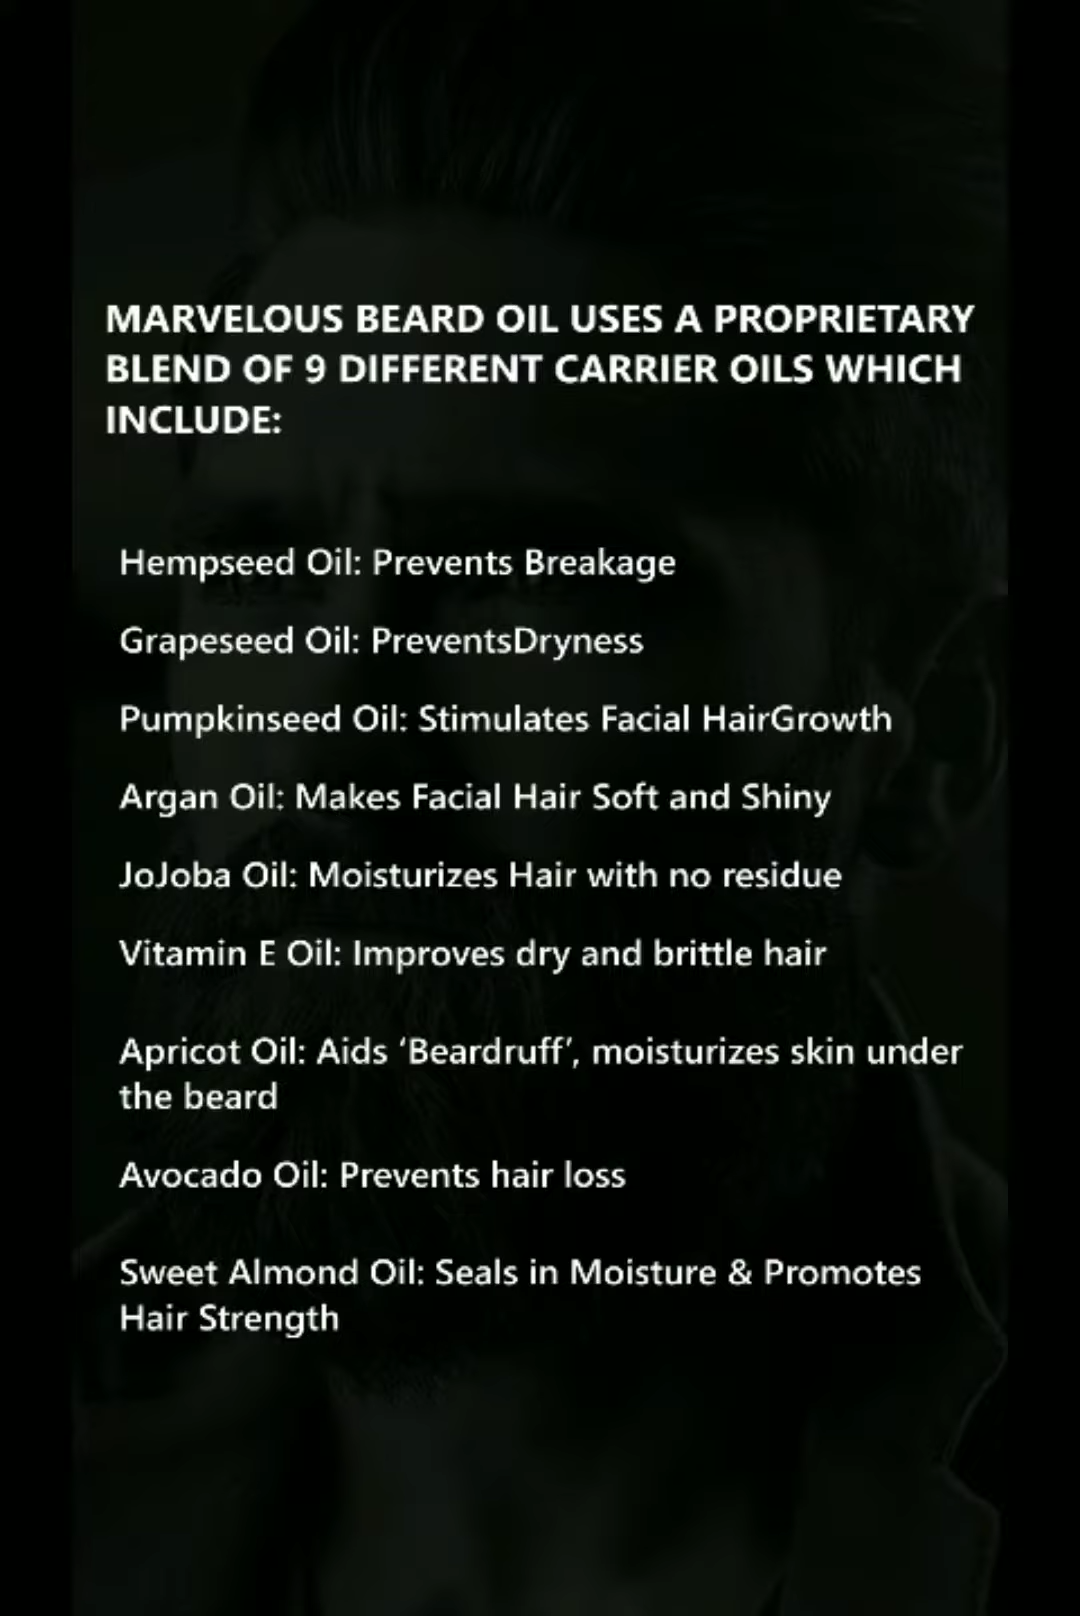 MARVELOUS BEARD OIL USES A PROPRIETARY
BLEND OF 9 DIFFERENT CARRIER OILS WHICH
INCLUDE:
Hempseed Oil: Prevents Breakage
Grapeseed Oil: PreventsDryness
Pumpkinseed Oil: Stimulates Facial HairGrowth
Argan Oil: Makes Facial Hair Soft and Shiny
JoJoba Oil: Moisturizes Hair with no residue
Vitamin E Oil: Improves dry and brittle hair
Apricot Oil: Aids ‘Beardruff’, moisturizes skin under
the beard
Avocado Oil: Prevents hair loss
Sweet Almond Oil: Seals in Moisture & Promotes
Hair Strength